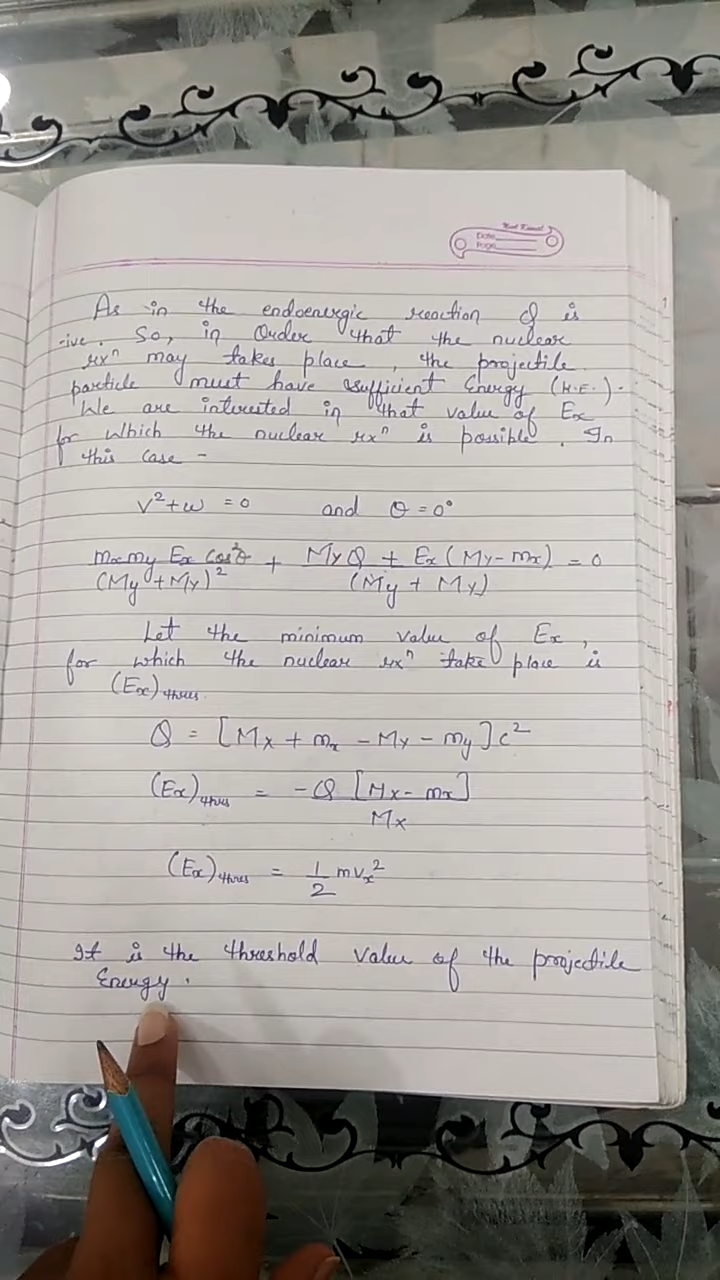 Date
Page
As in the endoenergic reaction Q is
-ive. So, in Order that the nuclear
rxⁿ may takes place, the projectile
particle must have sufficient Energy (K.E.).
We are interested in that value of Ex
for which the nuclear rxⁿ is possible. In
this case -
v²+w = 0 and θ = 0°
mx my Ex cos²θ / (My + My)² + MyQ + Ex (My - mx) / (My + My) = 0
Let the minimum value of Ex,
for which the nuclear rxⁿ take place is
(Ex)thres.
Q = [Mx + mx - My - my]c²
(Ex)thres = -Q [Mx - mx] / Mx
(Ex)thres = 1/2 mvx²
It is the threshold value of the projectile
Energy.